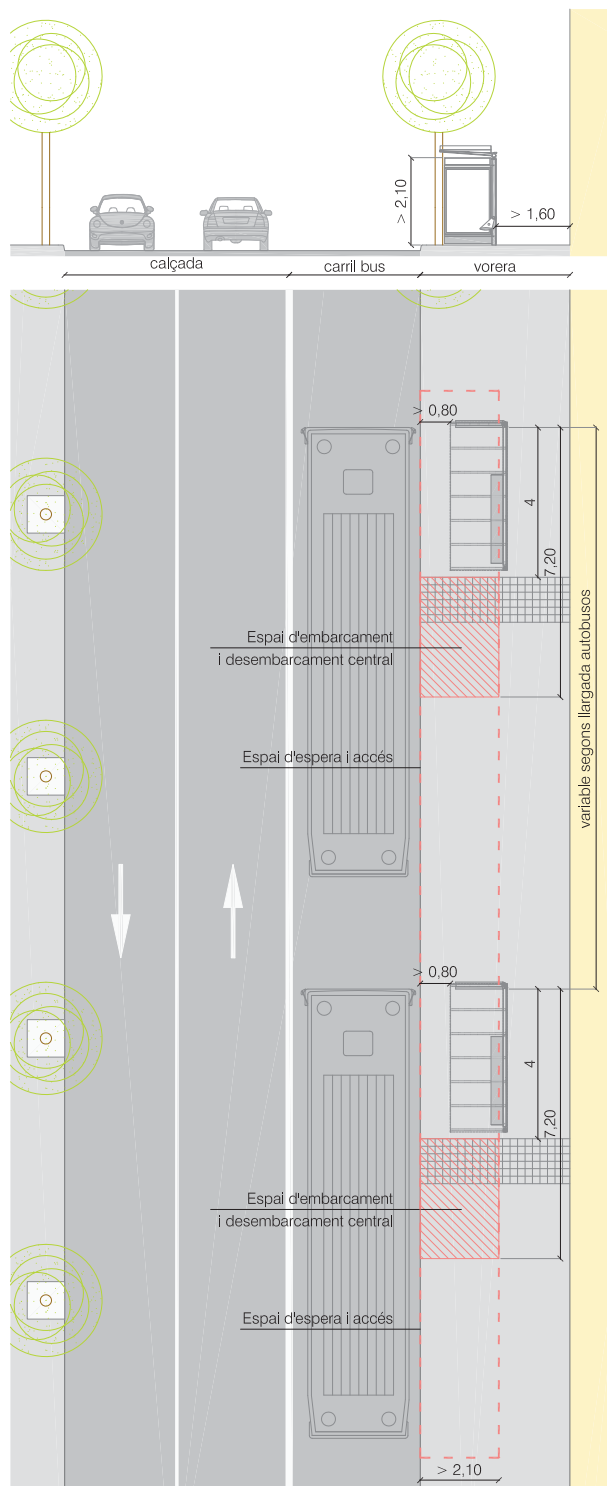 > 2,10
> 1,60
calçada
carril bus
vorera
> 0,80
4
7,20
variable segons llargada autobusos
Espai d'embarcament
i desembarcament central
Espai d'espera i accés
> 0,80
4
7,20
Espai d'embarcament
i desembarcament central
Espai d'espera i accés
> 2,10